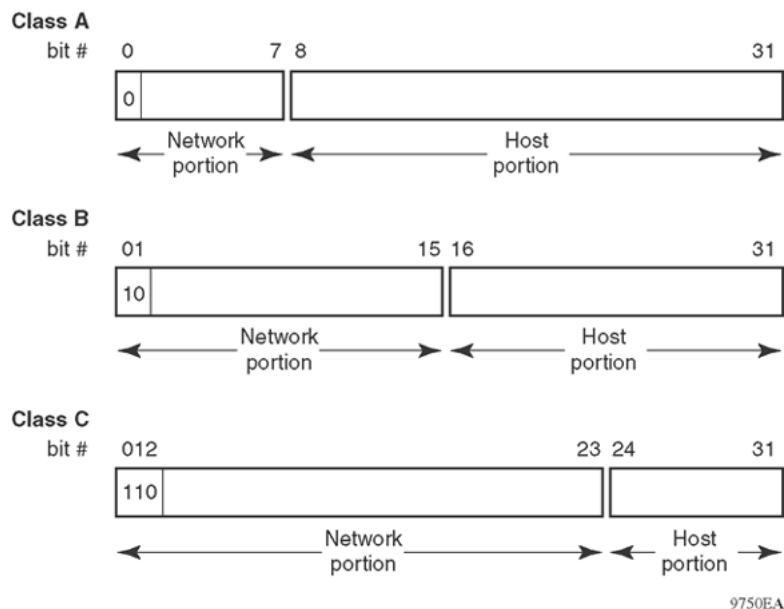 Class A
bit # 0 7 8 31
0
Network portion Host portion
Class B
bit # 01 15 16 31
10
Network portion Host portion
Class C
bit # 012 23 24 31
110
Network portion Host portion
9750EA